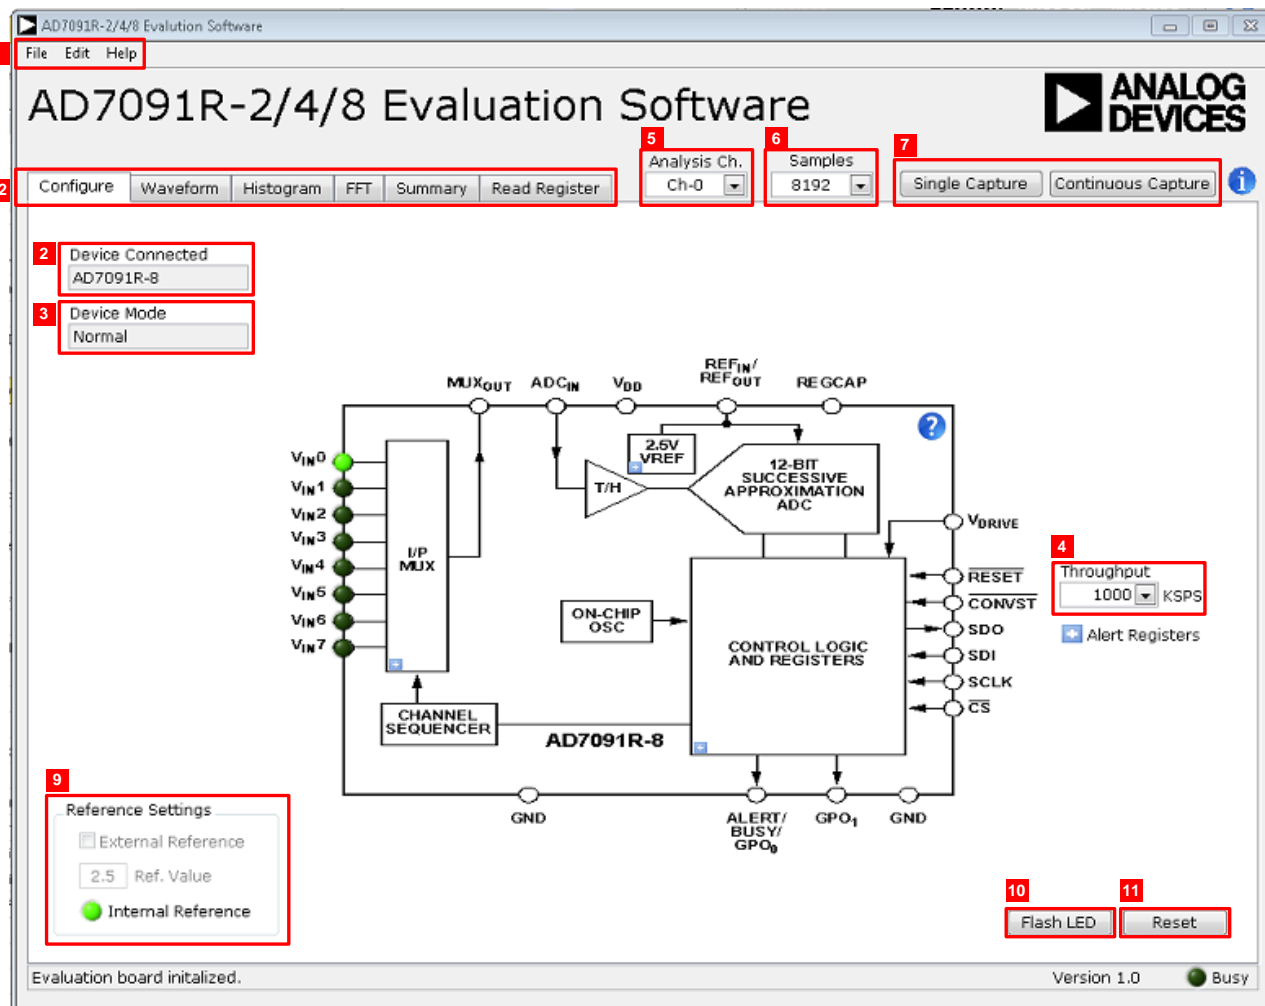 AD7091R-2/4/8 Evalution Software
File Edit Help
AD7091R-2/4/8 Evaluation Software
ANALOG
DEVICES
5
6
7
Analysis Ch.
Samples
2
Configure Waveform Histogram FFT Summary Read Register
Ch-0
8192
Single Capture Continuous Capture
i
2
Device Connected
AD7091R-8
3
Device Mode
Normal
MUXOUT ADCIN VDD REFIN/
REFOUT REGCAP
?
2.5V
VREF
T/H
12-BIT
SUCCESSIVE
APPROXIMATION
ADC
VIN0
VIN1
VIN2
VIN3
VIN4
VIN5
VIN6
VIN7
I/P
MUX
ON-CHIP
OSC
CONTROL LOGIC
AND REGISTERS
CHANNEL
SEQUENCER
AD7091R-8
VDRIVE
RESET
CONVST
SDO
SDI
SCLK
CS
4
Throughput
1000 KSPS
+ Alert Registers
GND
ALERT/
BUSY/
GPO0
GPO1
GND
9
Reference Settings
External Reference
2.5 Ref. Value
Internal Reference
10
11
Flash LED
Reset
Evaluation board initalized.
Version 1.0
Busy